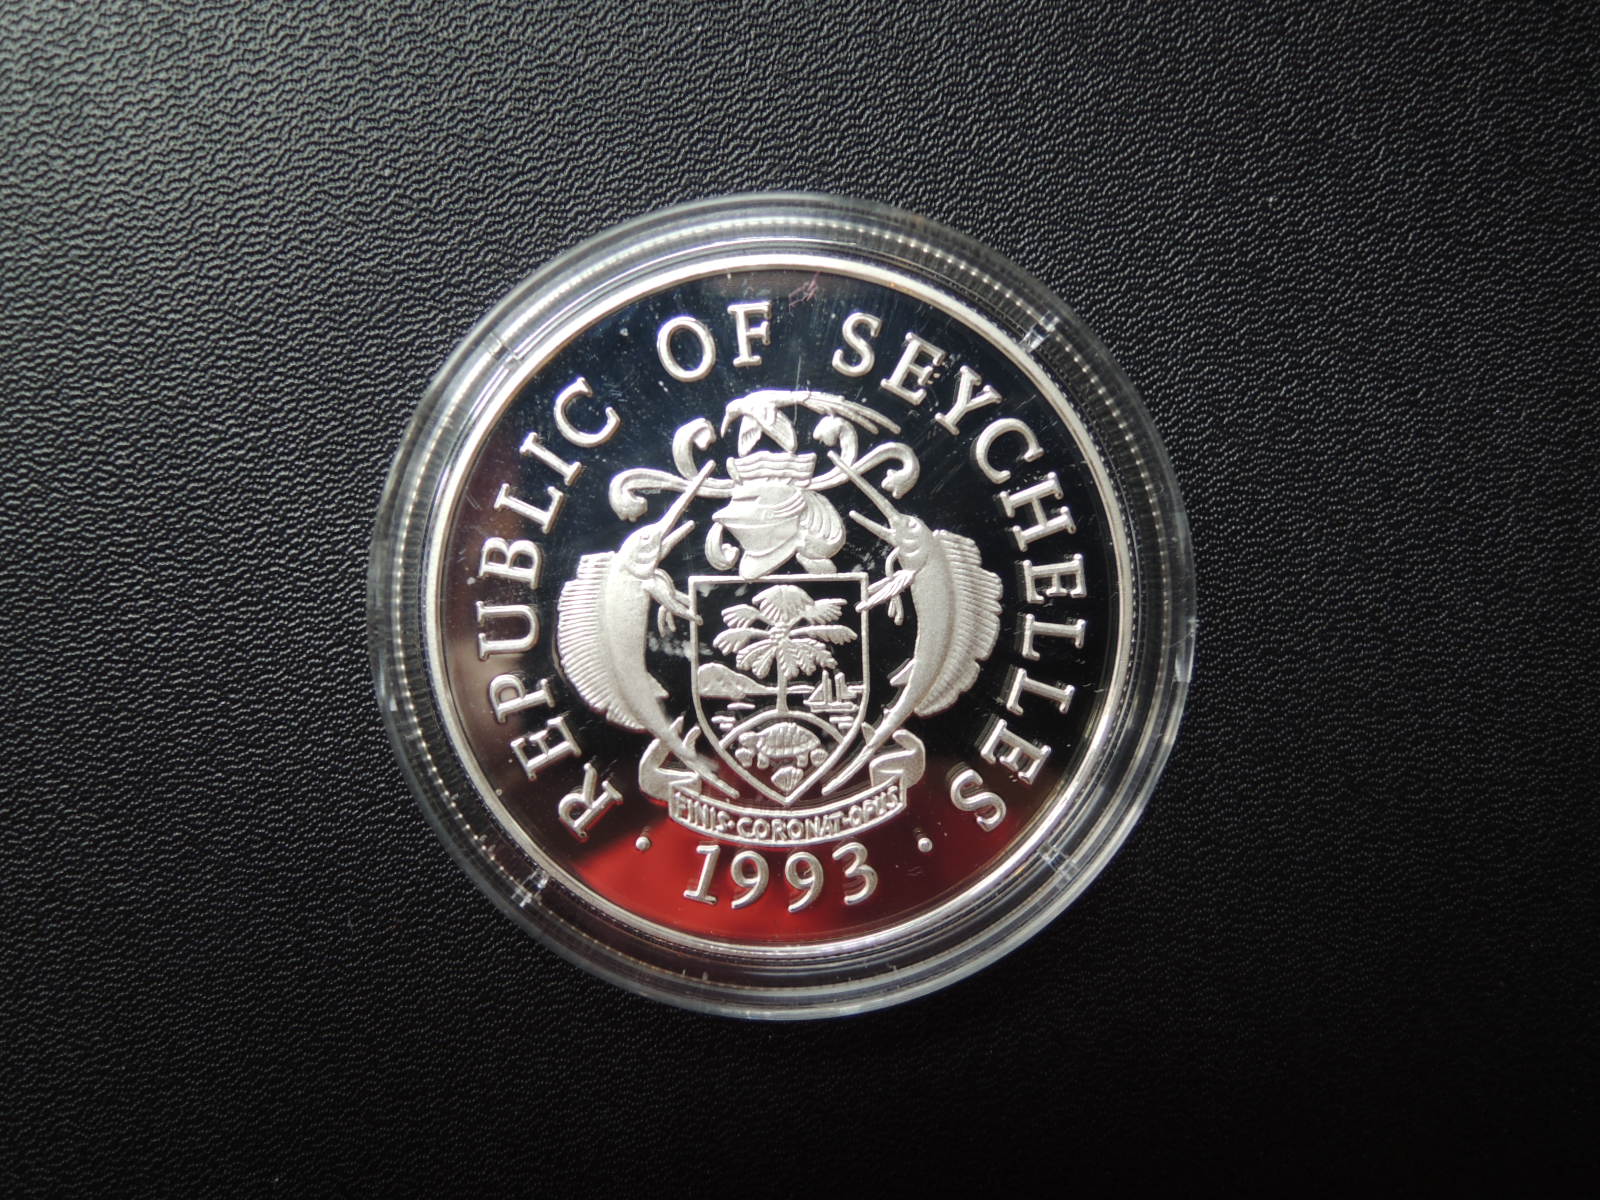 REPUBLIC OF SEYCHELLES
FINIS·CORONAT·OPUS
· 1993 ·